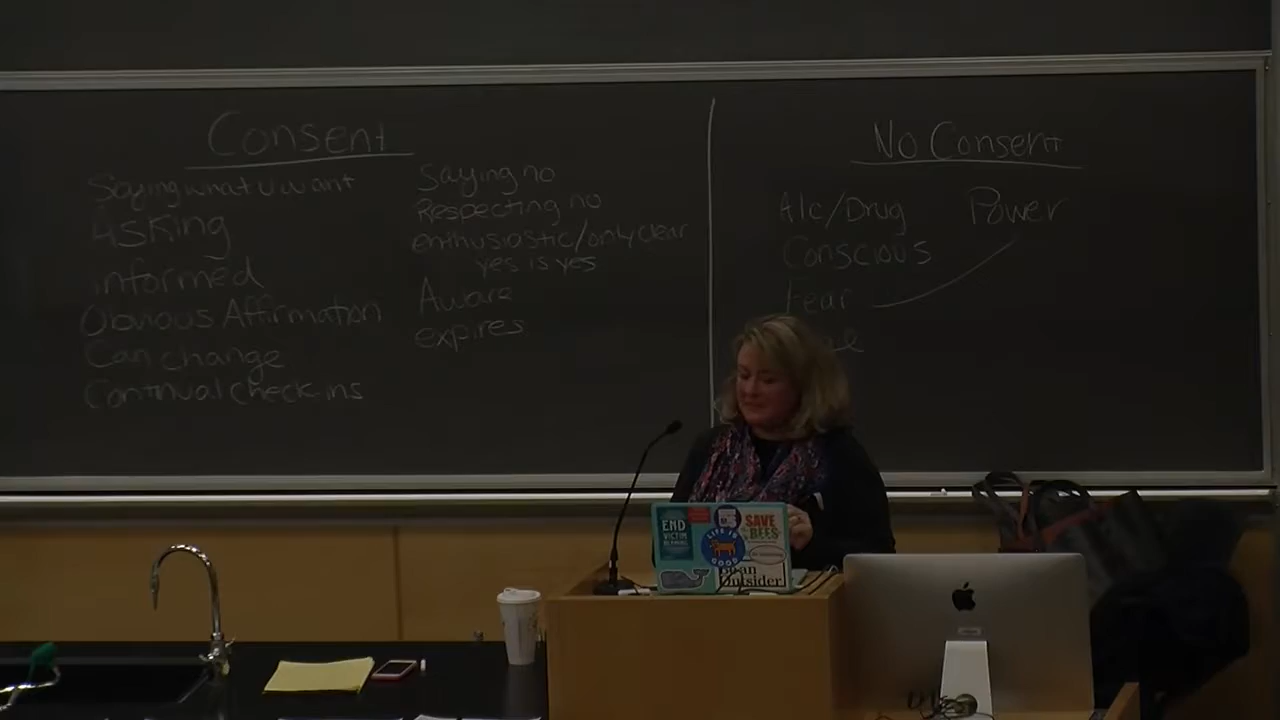 Consent
Saying what u want
Asking
informed
Obvious Affirmation
Can change
Continual check-ins
Saying no
Respecting no
enthusiastic/only clear
yes is yes
Aware
expires
No Consent
Alc/Drug
Power
Conscious
Fear
END
VICTIM
LIFE IS
GOOD
SAVE
BEES
an
Outsider